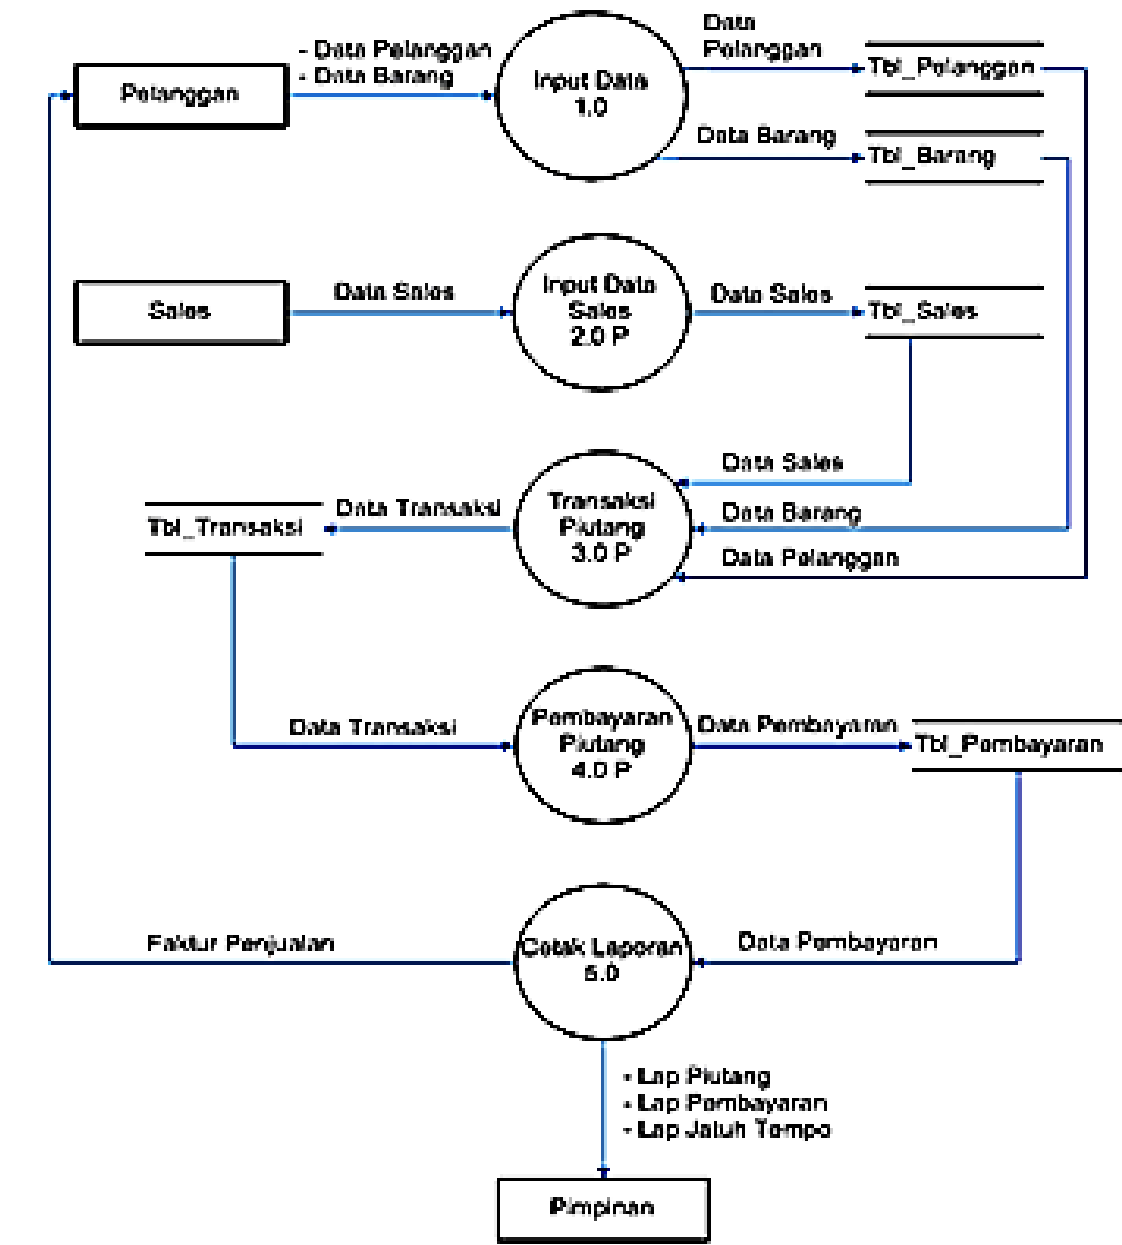 - Data Pelanggan
- Data Barang
Data
Pelanggan
Pelanggan
Input Data
1.0
Tbl_Pelanggan
Data Barang
Tbl_Barang
Sales
Data Sales
Input Data
Sales
2.0 P
Data Sales
Tbl_Sales
Data Sales
Tbl_Transaksi
Data Transaksi
Transaksi
Piutang
3.0 P
Data Barang
Data Pelanggan
Data Transaksi
Pembayaran
Piutang
4.0 P
Data Pembayaran
Tbl_Pembayaran
Faktur Penjualan
Cetak Laporan
5.0
Data Pembayaran
- Lap Piutang
- Lap Pembayaran
- Lap Jatuh Tempo
Pimpinan